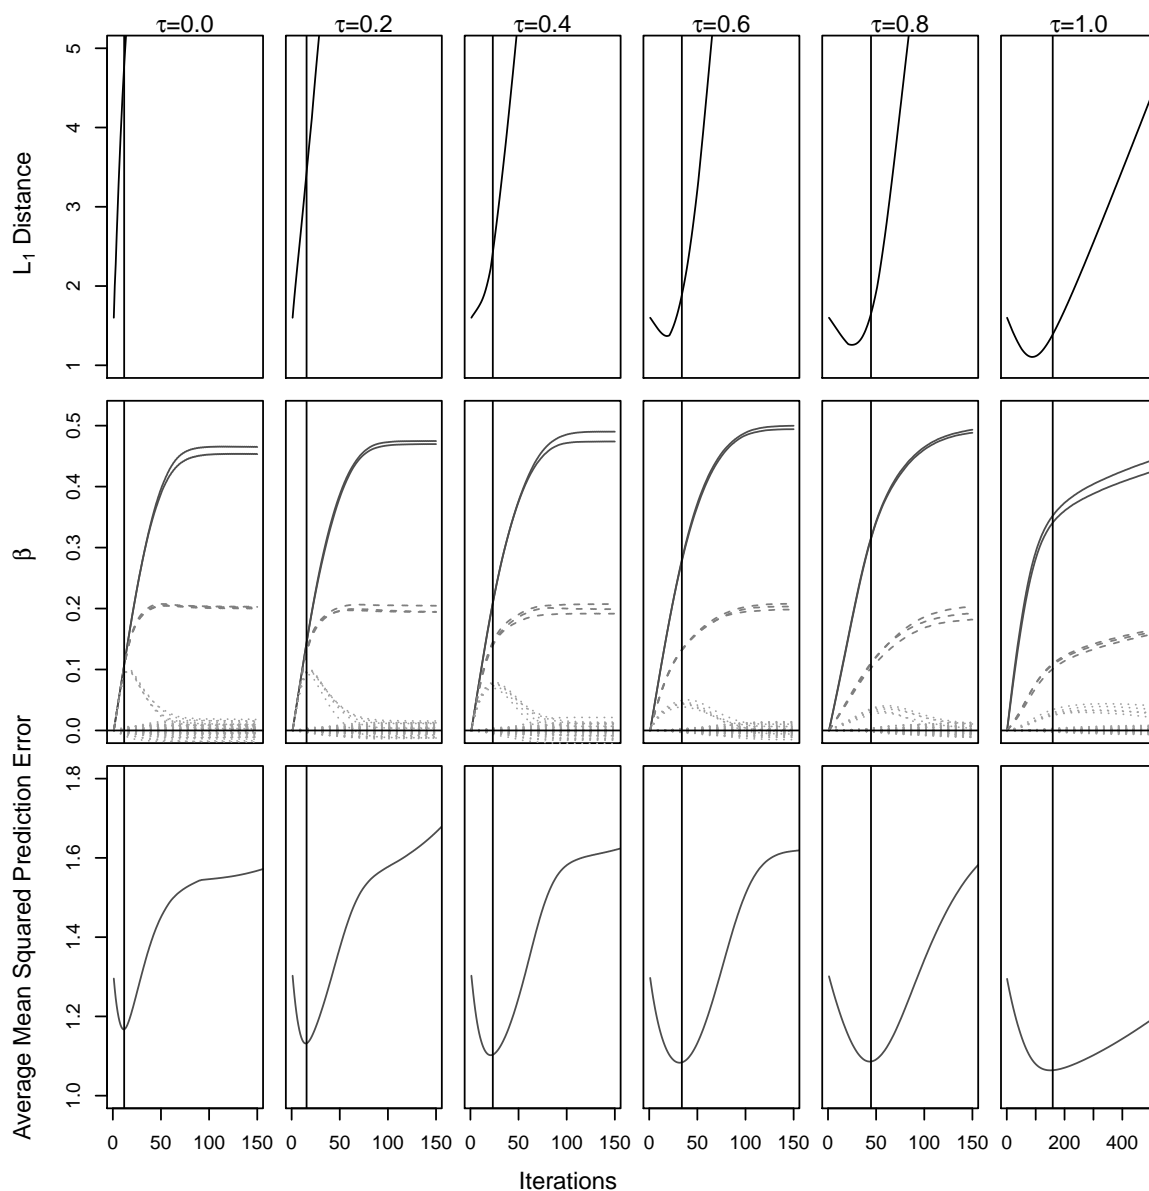 τ=0.0 τ=0.2 τ=0.4 τ=0.6 τ=0.8 τ=1.0
L₁ Distance
5
4
3
2
1
β
0.5
0.4
0.3
0.2
0.1
0.0
Average Mean Squared Prediction Error
1.8
1.6
1.4
1.2
1.0
0 50 100 150 0 50 100 150 0 50 100 150 0 50 100 150 0 50 100 150 0 200 400
Iterations